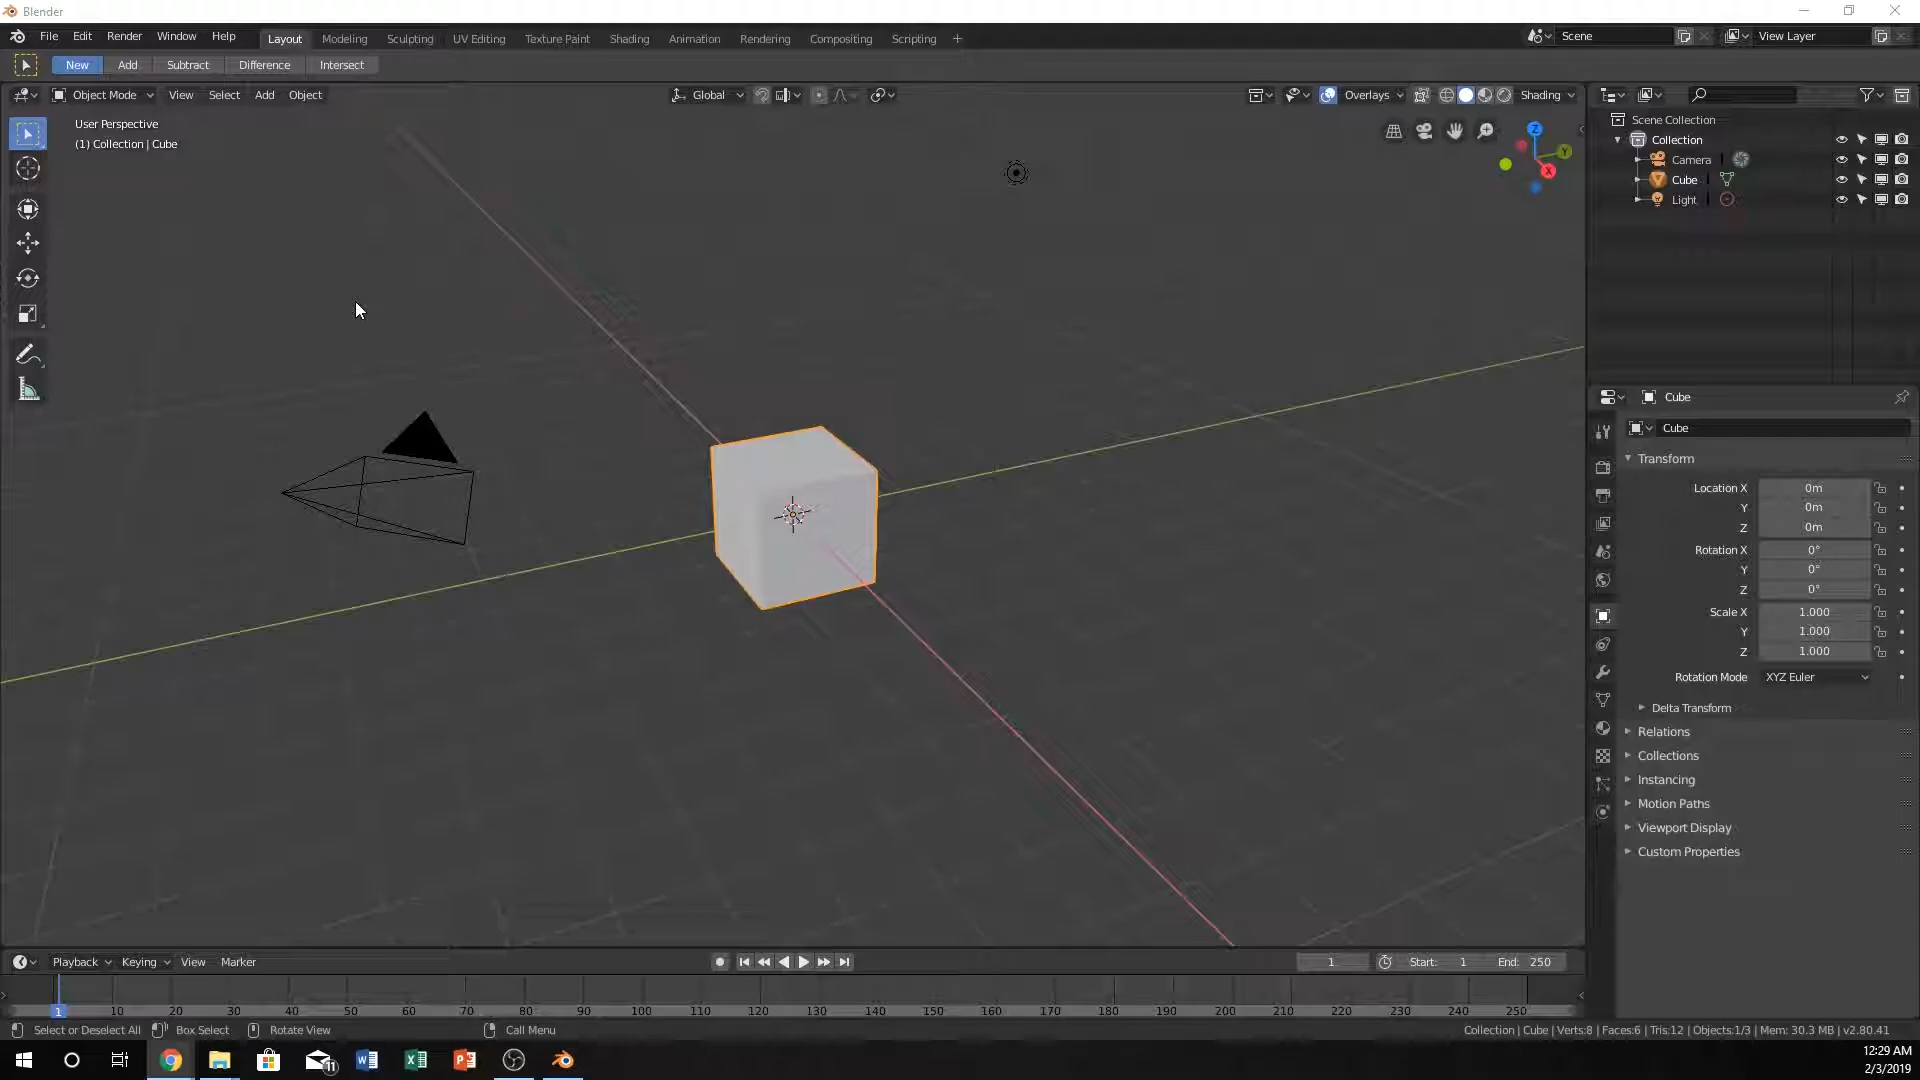 Blender
File Edit Render Window Help Layout Modeling Sculpting UV Editing Texture Paint Shading Animation Rendering Compositing Scripting + Scene View Layer
New Add Subtract Difference Intersect
Object Mode View Select Add Object Global Overlays Shading
User Perspective
(1) Collection | Cube
Z
Y
X
Scene Collection
Collection
Camera
Cube
Light
Cube
Cube
Transform
Location X 0m
Y 0m
Z 0m
Rotation X 0°
Y 0°
Z 0°
Scale X 1.000
Y 1.000
Z 1.000
Rotation Mode XYZ Euler
Delta Transform
Relations
Collections
Instancing
Motion Paths
Viewport Display
Custom Properties
Playback Keying View Marker 1 Start: 1 End: 250
1 10 20 30 40 50 60 70 80 90 100 110 120 130 140 150 160 170 180 190 200 210 220 230 240 250
Select or Deselect All Box Select Rotate View Call Menu Collection | Cube | Verts:8 | Faces:6 | Tris:12 | Objects:1/3 | Mem: 30.3 MB | v2.80.41
11
12:29 AM
2/3/2019